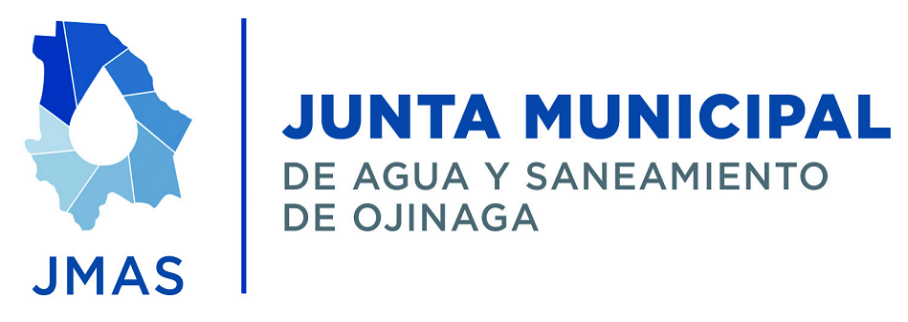 JMAS
JUNTA MUNICIPAL
DE AGUA Y SANEAMIENTO
DE OJINAGA